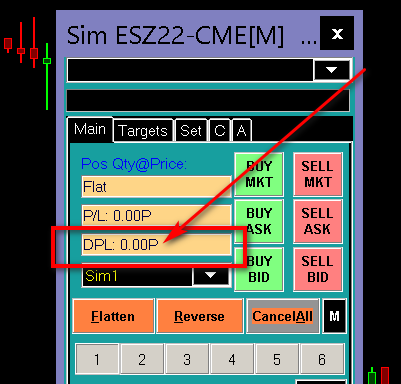 Sim ESZ22-CME[M] ... x
Main Targets Set C A
Pos Qty@Price:
Flat
P/L: 0.00P
DPL: 0.00P
Sim1
BUY MKT
SELL MKT
BUY ASK
SELL ASK
BUY BID
SELL BID
Flatten Reverse CancelAll M
1 2 3 4 5 6